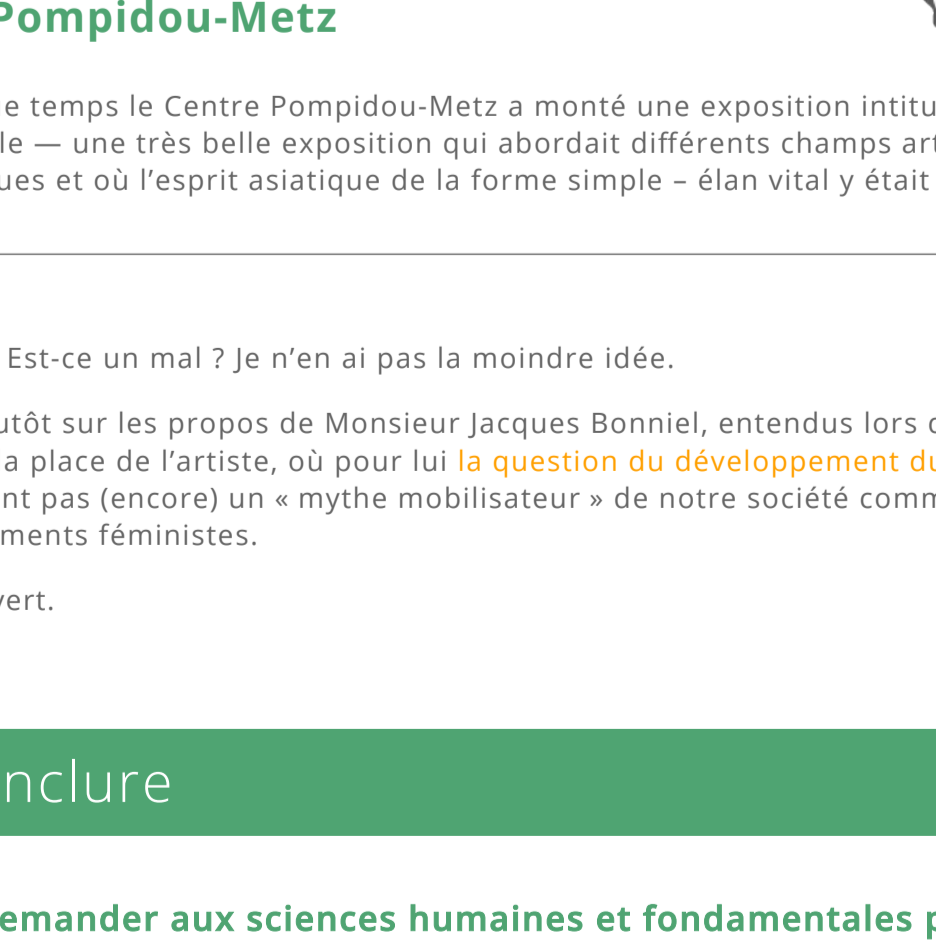 Pompidou-Metz
e temps le Centre Pompidou-Metz a monté une exposition intitu
le — une très belle exposition qui abordait différents champs art
ues et où l’esprit asiatique de la forme simple – élan vital y était
Est-ce un mal ? Je n’en ai pas la moindre idée.
utôt sur les propos de Monsieur Jacques Bonniel, entendus lors
a place de l’artiste, où pour lui la question du développement du
nt pas (encore) un « mythe mobilisateur » de notre société comm
ments féministes.
vert.
nclure
emander aux sciences humaines et fondamentales p